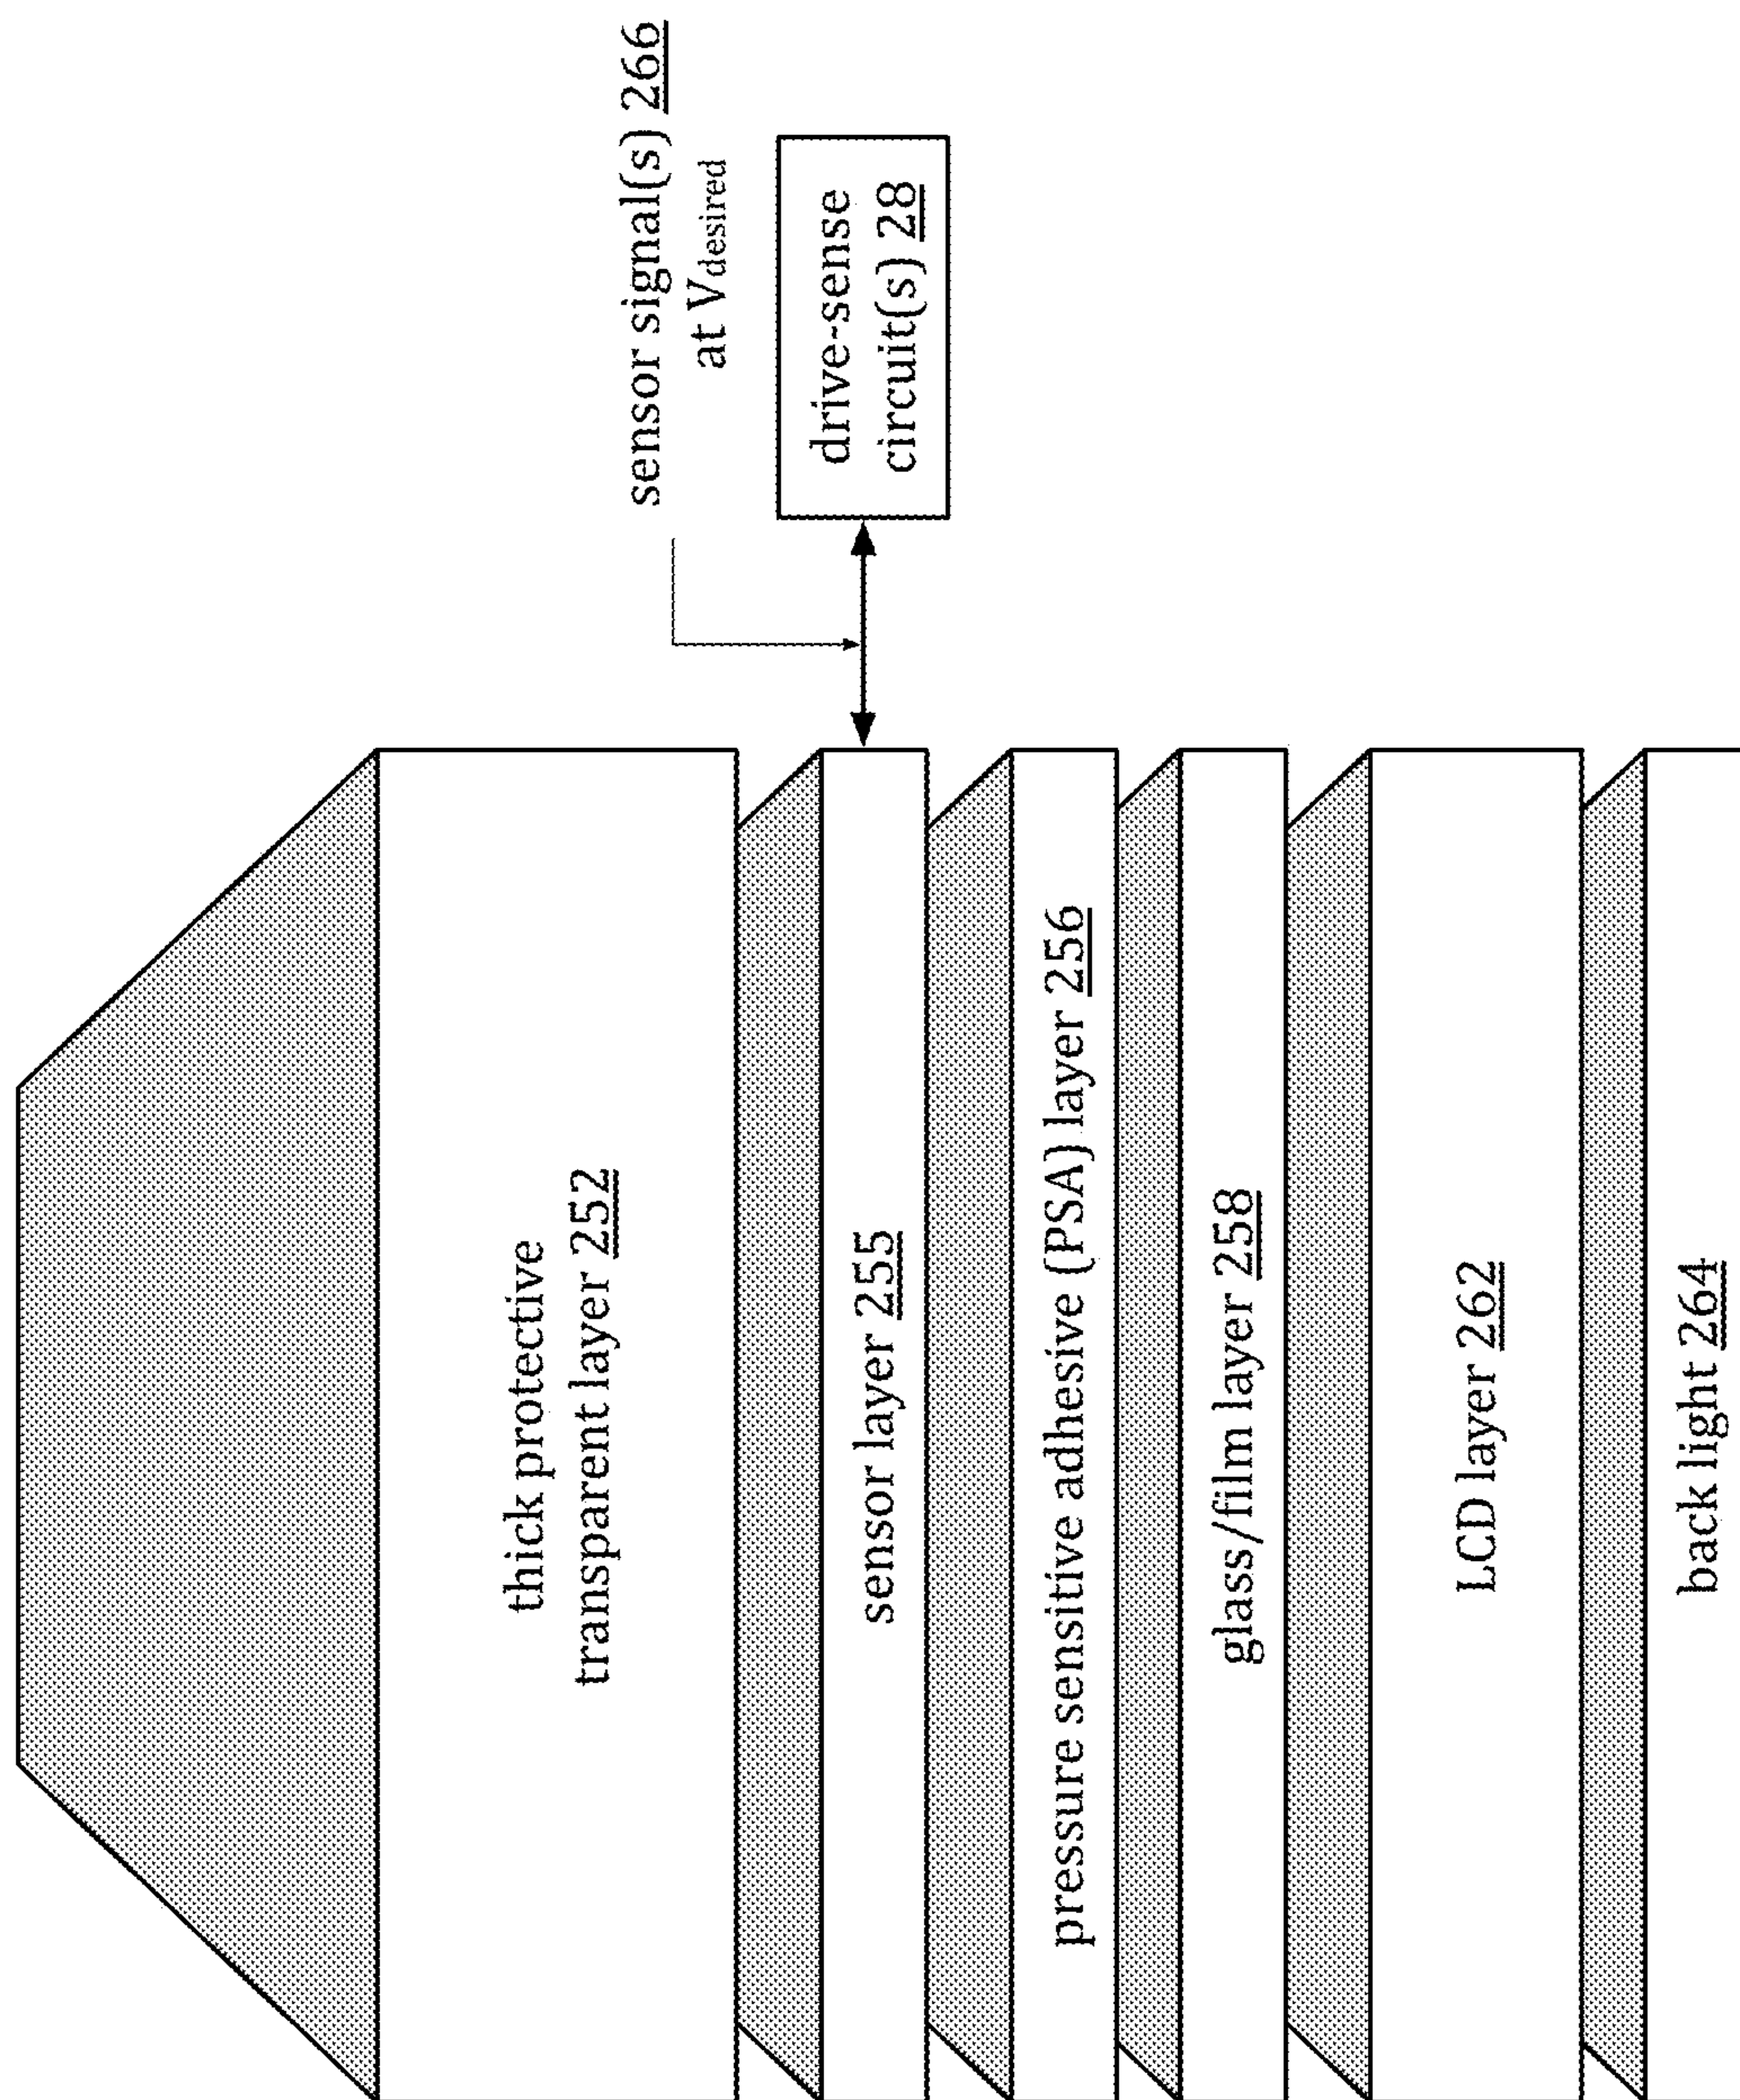 thick protective
transparent layer 252
sensor signal(s) 266
at Vdesired
drive-sense
circuit(s) 28
sensor layer 255
pressure sensitive adhesive (PSA) layer 256
glass/film layer 258
LCD layer 262
back light 264